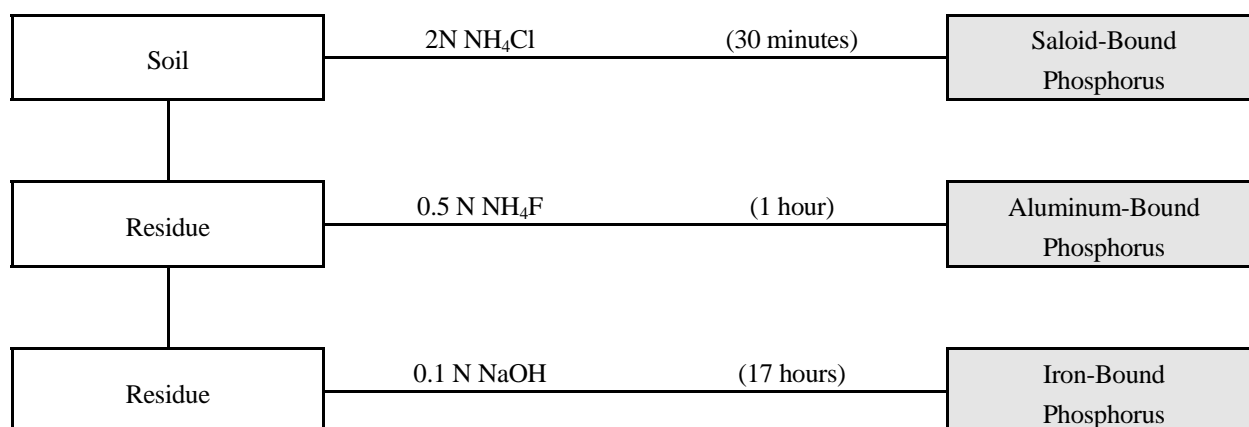 Soil
2N NH₄Cl
(30 minutes)
Saloid-Bound
Phosphorus
Residue
0.5 N NH₄F
(1 hour)
Aluminum-Bound
Phosphorus
Residue
0.1 N NaOH
(17 hours)
Iron-Bound
Phosphorus